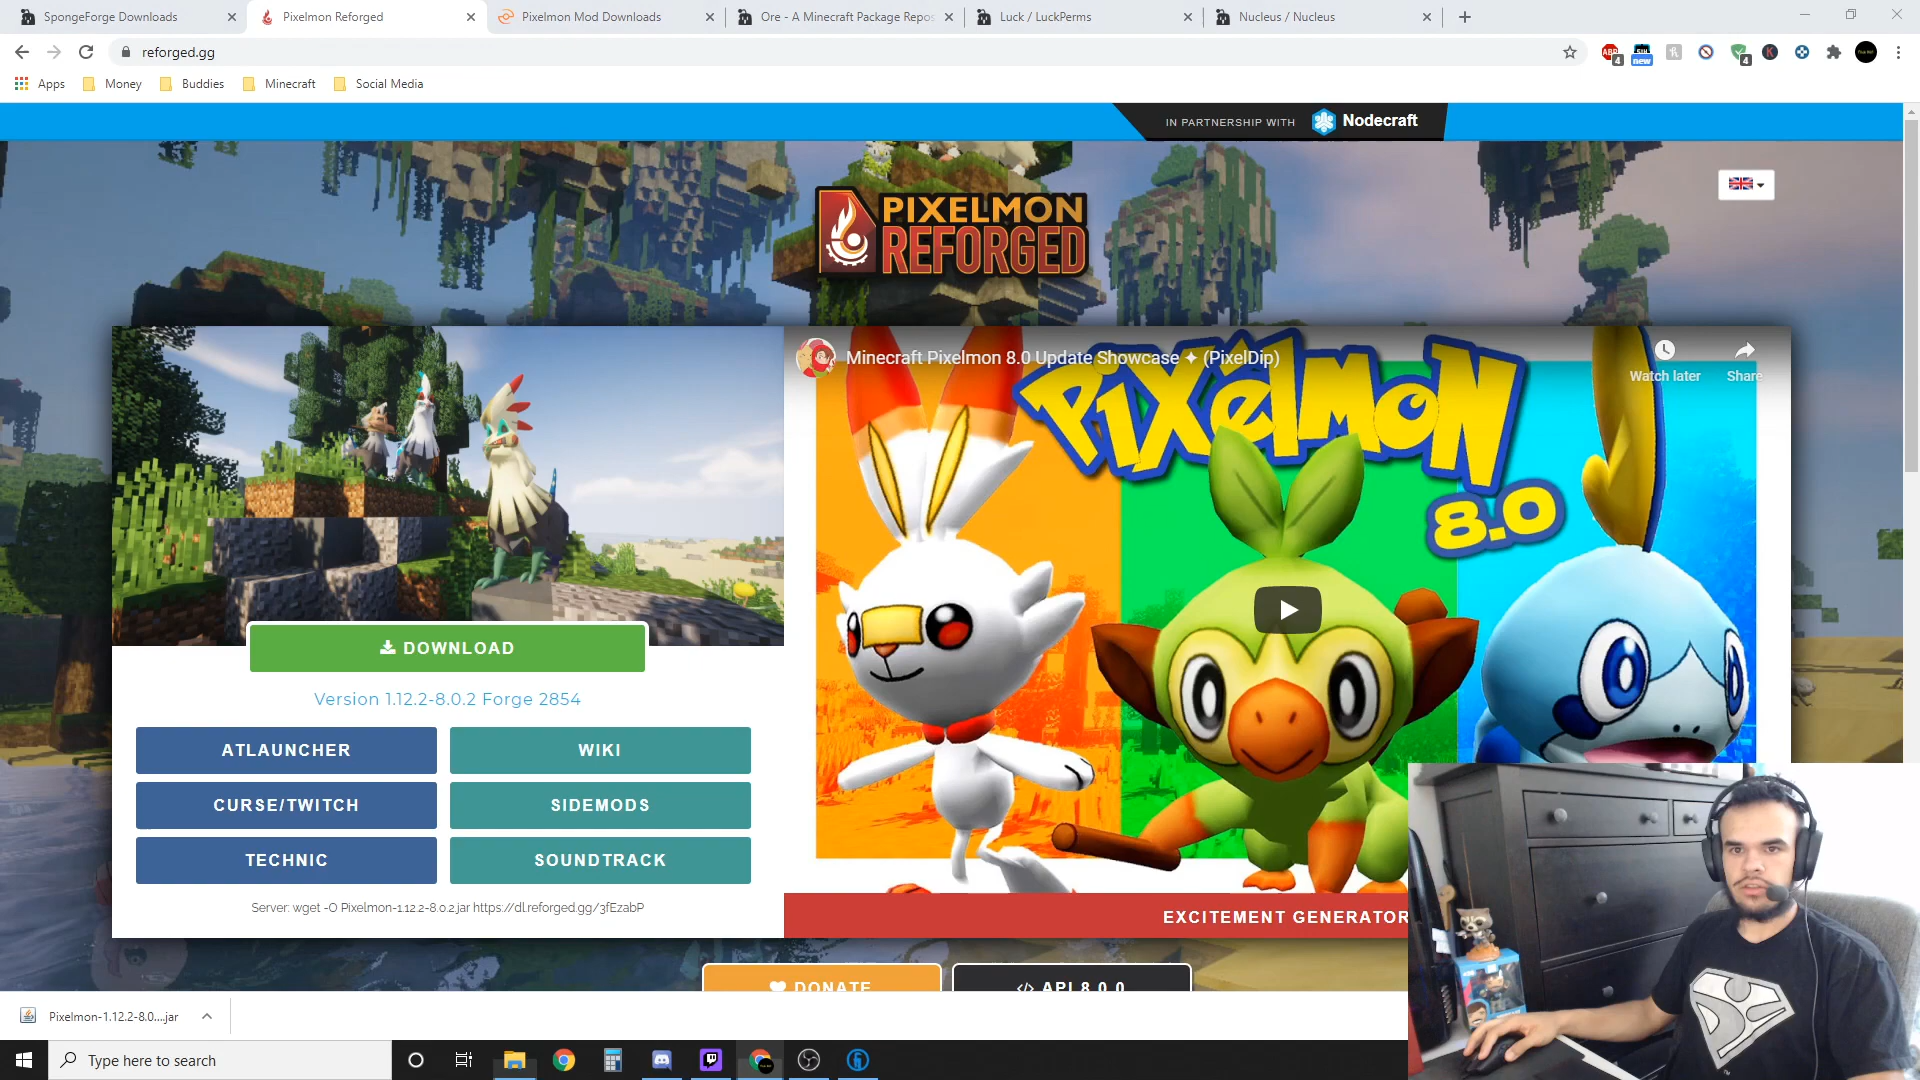 SpongeForge Downloads
Pixelmon Reforged
Pixelmon Mod Downloads
Ore - A Minecraft Package Repos
Luck / LuckPerms
Nucleus / Nucleus
reforged.gg
ABP
4
new
4
K
Apps
Money
Buddies
Minecraft
Social Media
IN PARTNERSHIP WITH
Nodecraft
PIXELMON
REFORGED
Minecraft Pixelmon 8.0 Update Showcase ✦ (PixelDip)
Watch later
Share
PIXELMON
8.0
DOWNLOAD
Version 1.12.2-8.0.2 Forge 2854
ATLAUNCHER
WIKI
CURSE/TWITCH
SIDEMODS
TECHNIC
SOUNDTRACK
Server: wget -O Pixelmon-1.12.2-8.0.2.jar https://dl.reforged.gg/3fEzabP
EXCITEMENT GENERATOR
DONATE
</> API 8.0.0
Pixelmon-1.12.2-8.0....jar
Type here to search